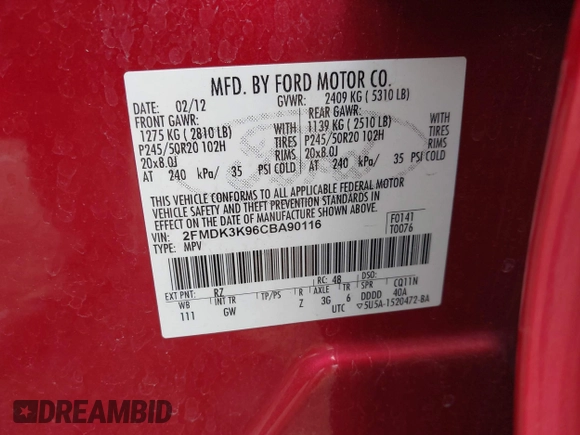 MFD. BY FORD MOTOR CO.
DATE: 02/12 GVWR: 2409 KG ( 5310 LB)
FRONT GAWR: REAR GAWR:
1275 KG ( 2810 LB) 1139 KG ( 2510 LB)
P245/50R20 102H TIRES P245/50R20 102H
20x8.0J RIMS 20x8.0J
AT 240 kPa/ 35 PSI COLD AT 240 kPa/ 35 PSI COLD
THIS VEHICLE CONFORMS TO ALL APPLICABLE FEDERAL MOTOR
VEHICLE SAFETY AND THEFT PREVENTION STANDARDS IN
EFFECT ON THE DATE OF MANUFACTURE SHOWN ABOVE.
VIN: 2FMDK3K96CBA90116 F0141
TYPE: MPV T0076
EXT PNT: RZ RC: 48 DSO:
WB INT TR TP/PS R AXLE TR SPR CQ11N
111 GW Z 3G 6 DDDD 40A
UTC ▽5U5A-1520472-BA
DREAMBID